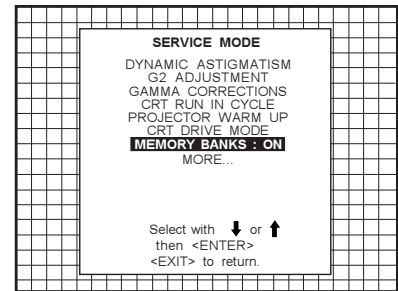 SERVICE MODE
DYNAMIC ASTIGMATISM
G2 ADJUSTMENT
GAMMA CORRECTIONS
CRT RUN IN CYCLE
PROJECTOR WARM UP
CRT DRIVE MODE
MEMORY BANKS : ON
MORE...
Select with ⬇ or ⬆
then <ENTER>
<EXIT> to return.